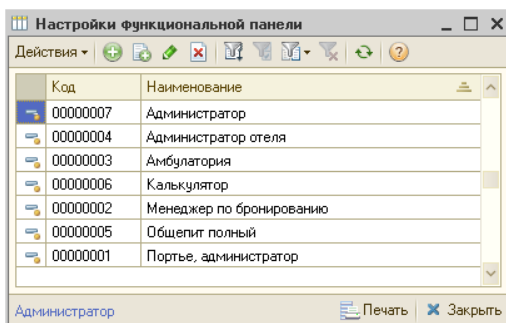 Настройки функциональной панели
Действия
Код Наименование
00000007 Администратор
00000004 Администратор отеля
00000003 Амбулатория
00000006 Калькулятор
00000002 Менеджер по бронированию
00000005 Общепит полный
00000001 Портье, администратор
Администратор Печать Закрыть